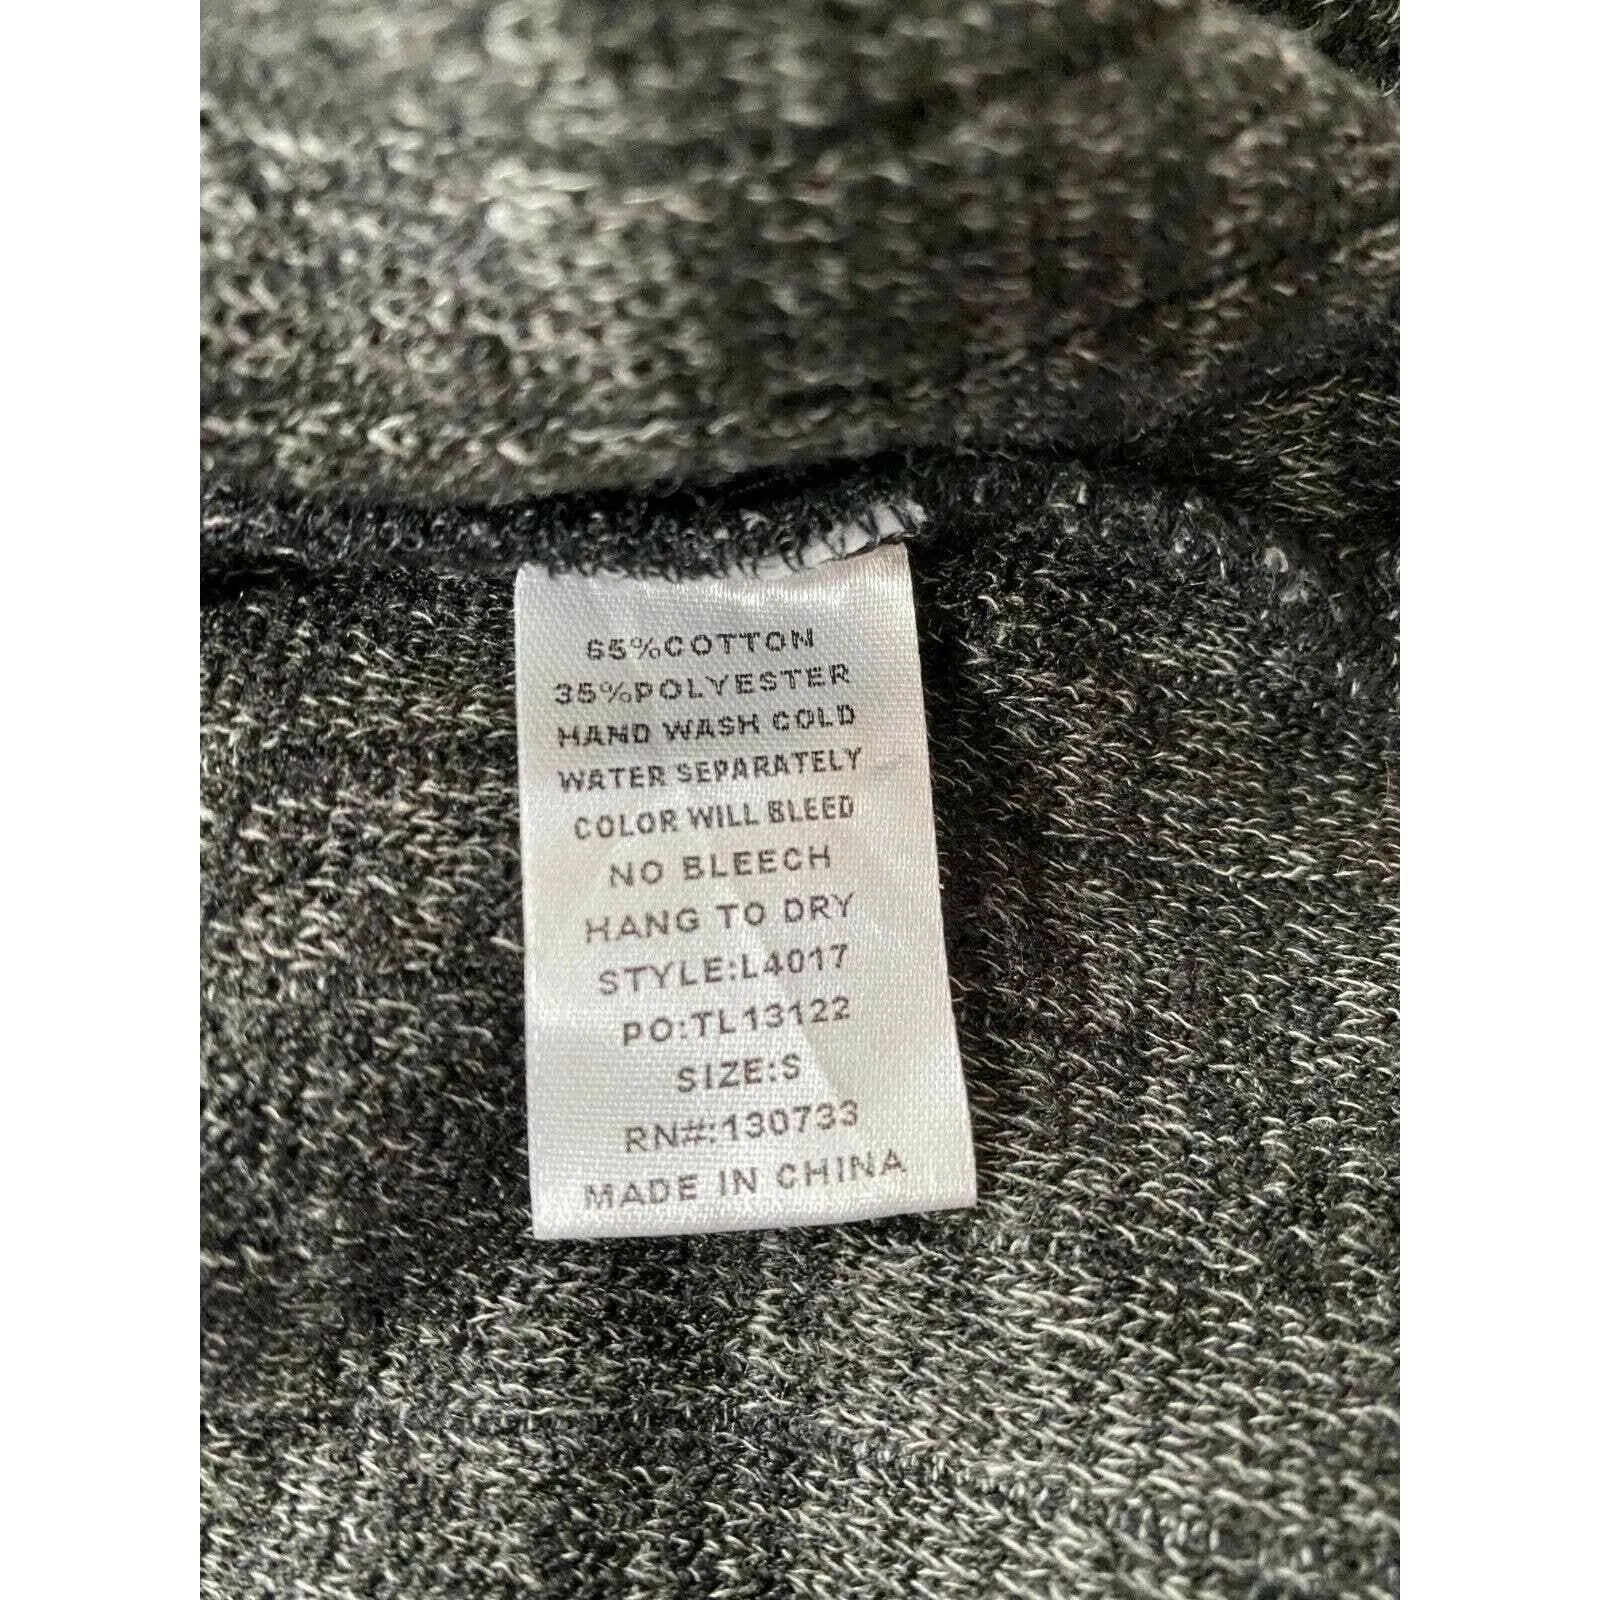 65%COTTON
35%POLYESTER
HAND WASH COLD
WATER SEPARATELY
COLOR WILL BLEED
NO BLEECH
HANG TO DRY
STYLE:L4017
PO:TL13122
SIZE:S
RN#:130733
MADE IN CHINA